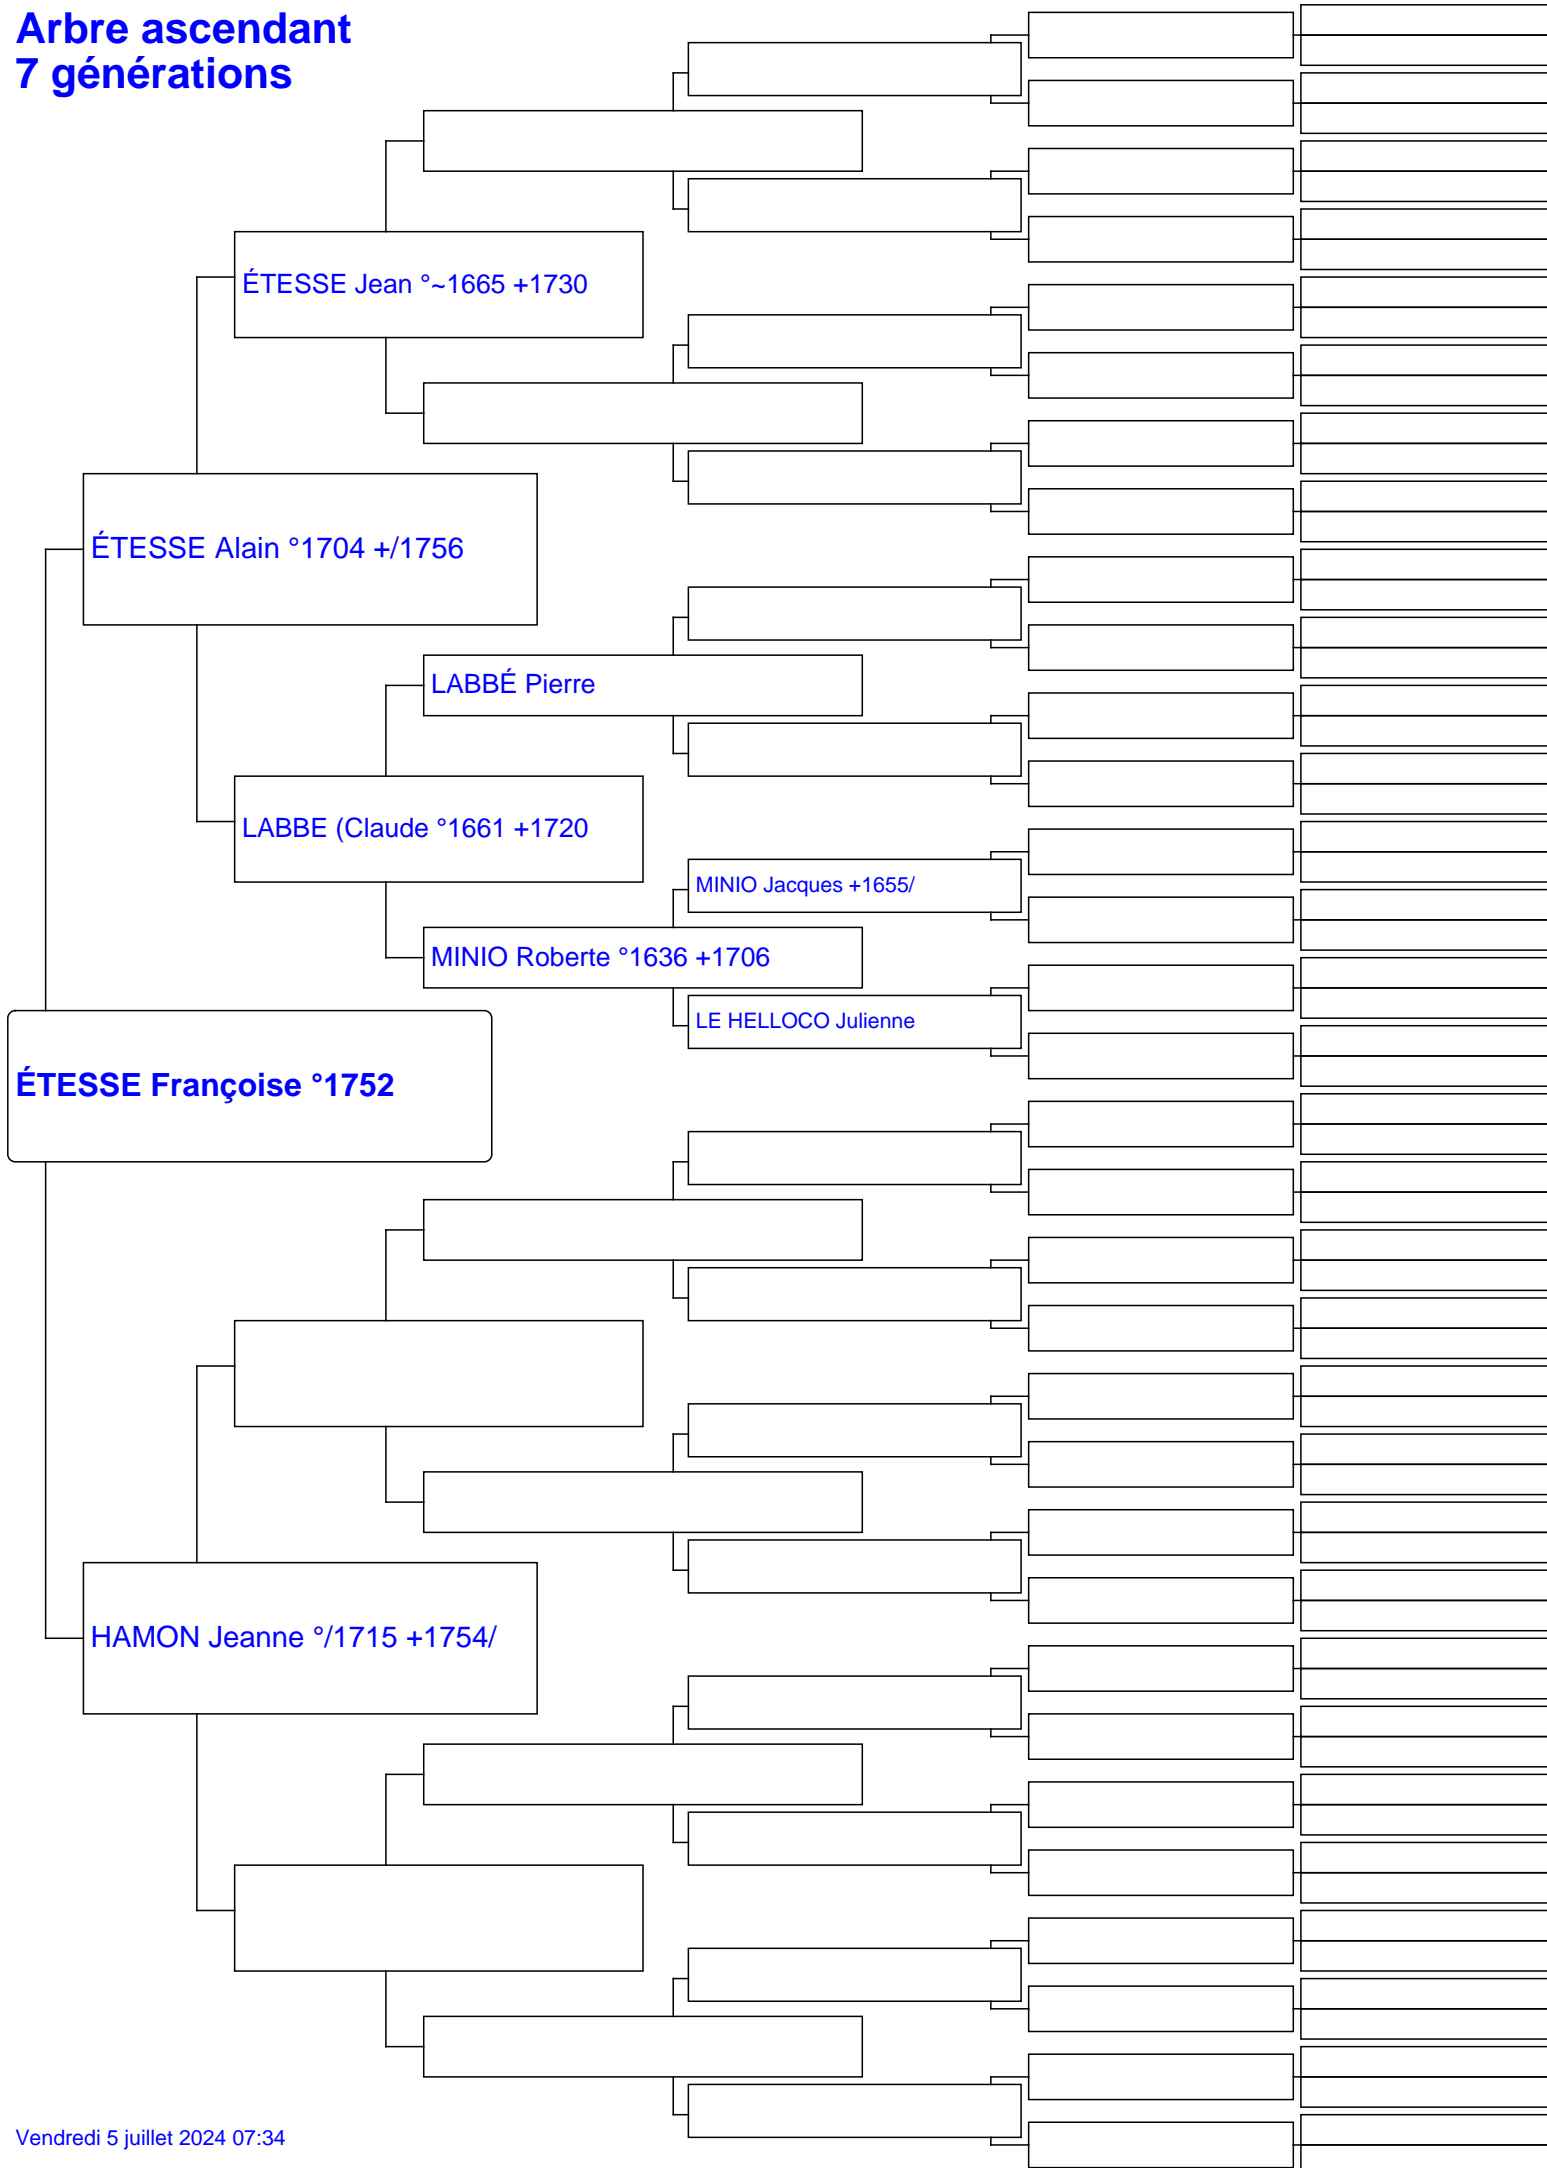 Arbre ascendant
7 générations
ÉTESSE Jean °~1665 +1730
ÉTESSE Alain °1704 +/1756
LABBÉ Pierre
LABBE (Claude °1661 +1720
MINIO Jacques +1655/
MINIO Roberte °1636 +1706
LE HELLOCO Julienne
ÉTESSE Françoise °1752
HAMON Jeanne °/1715 +1754/
Vendredi 5 juillet 2024 07:34